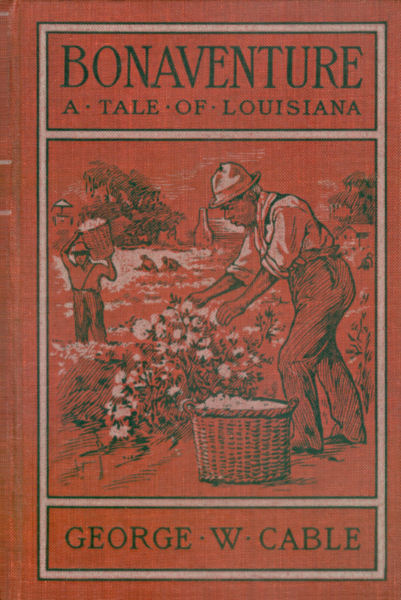 BONAVENTURE
A · TALE · OF · LOUISIANA
GEORGE · W · CABLE